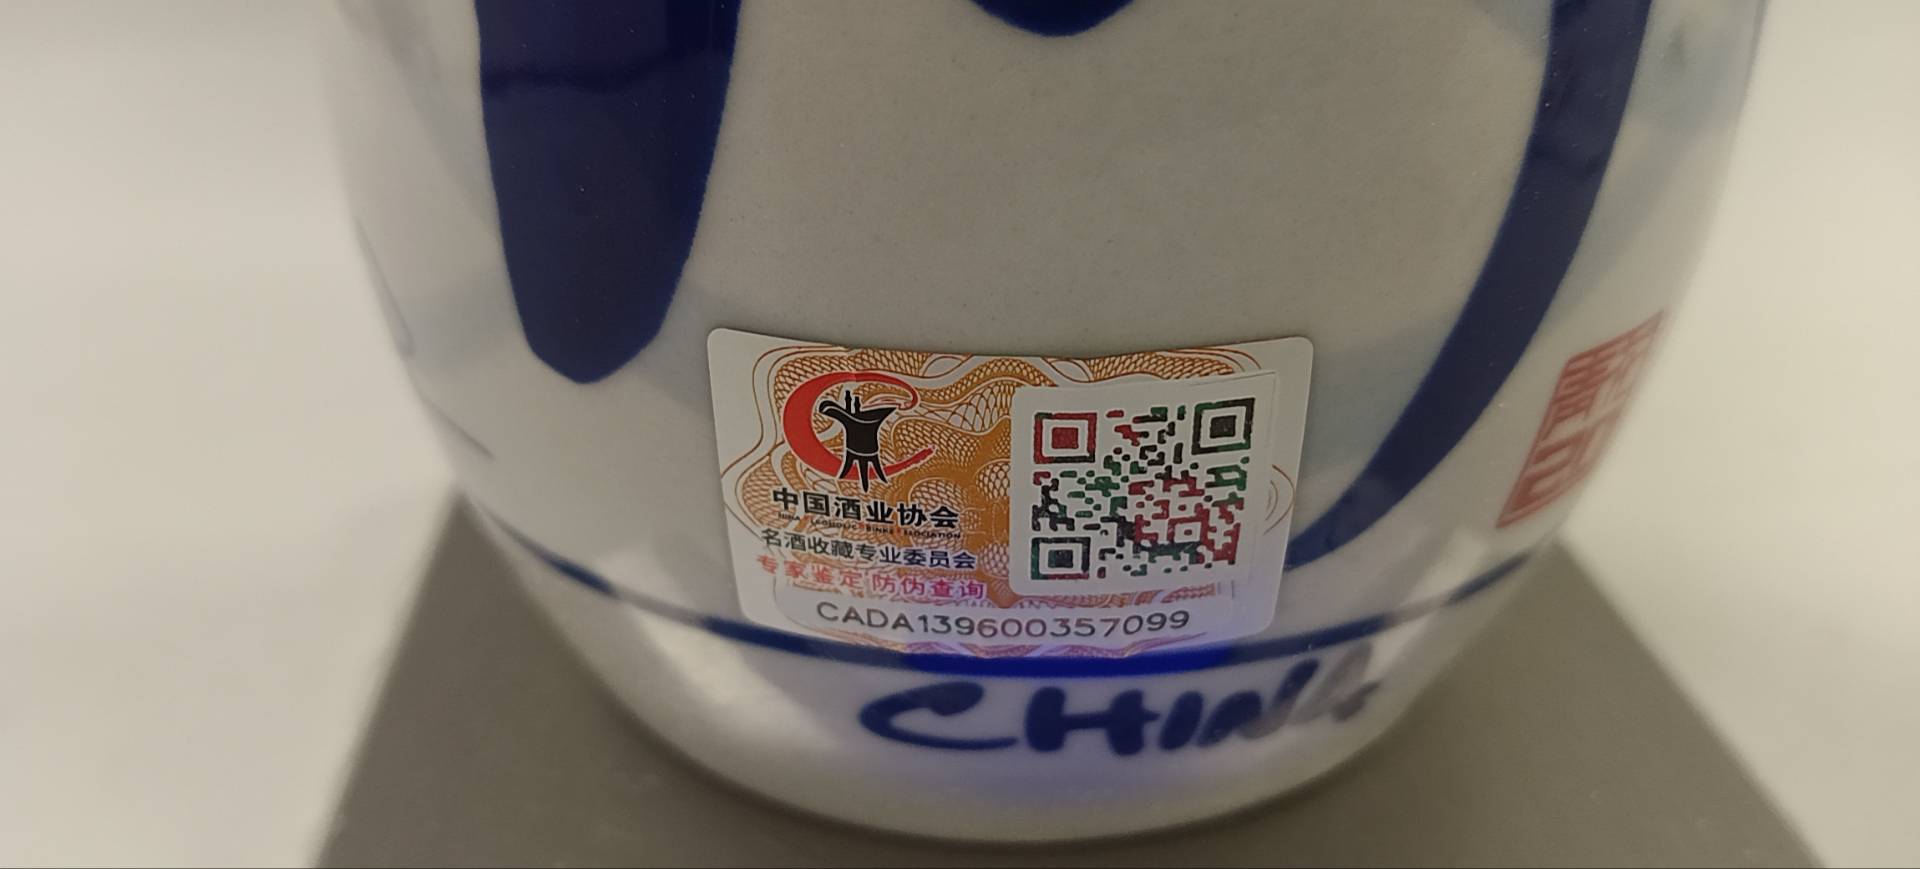 中国酒业协会
名酒收藏专业委员会
专家鉴定 防伪查询
CADA139600357099
CHINA